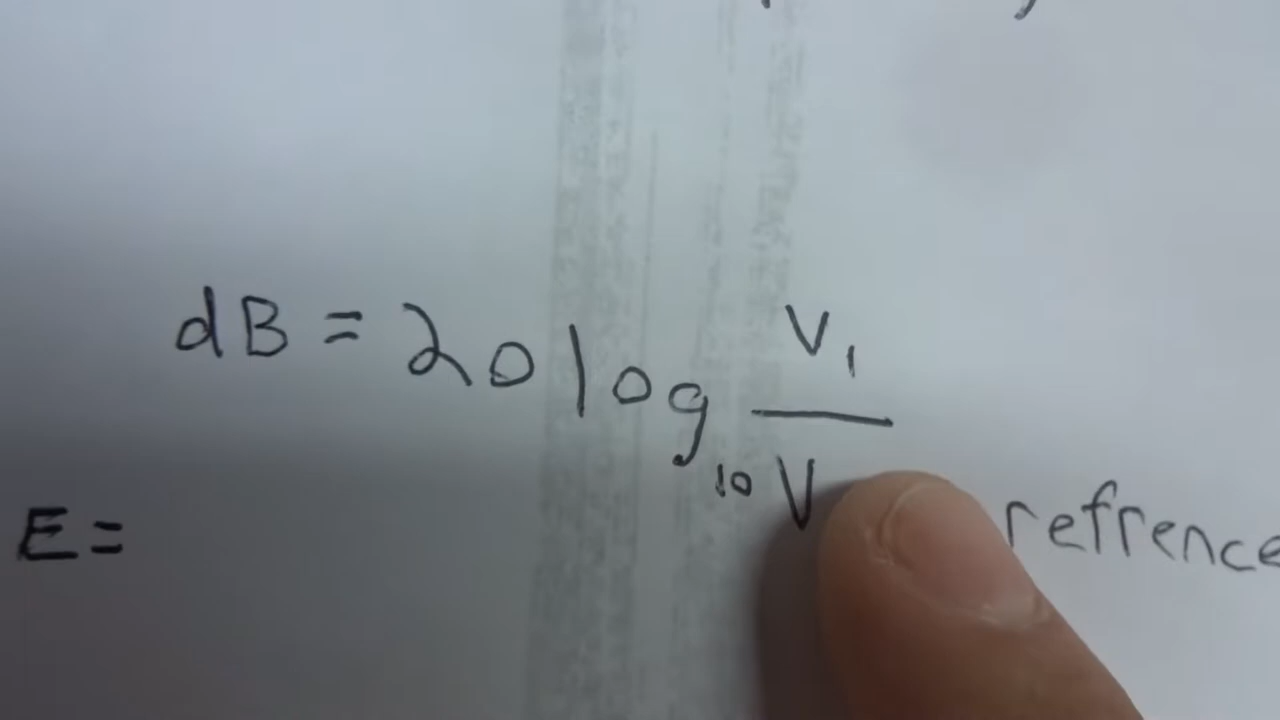 dB = 20 log₁₀ V₁ / V refrence
E =